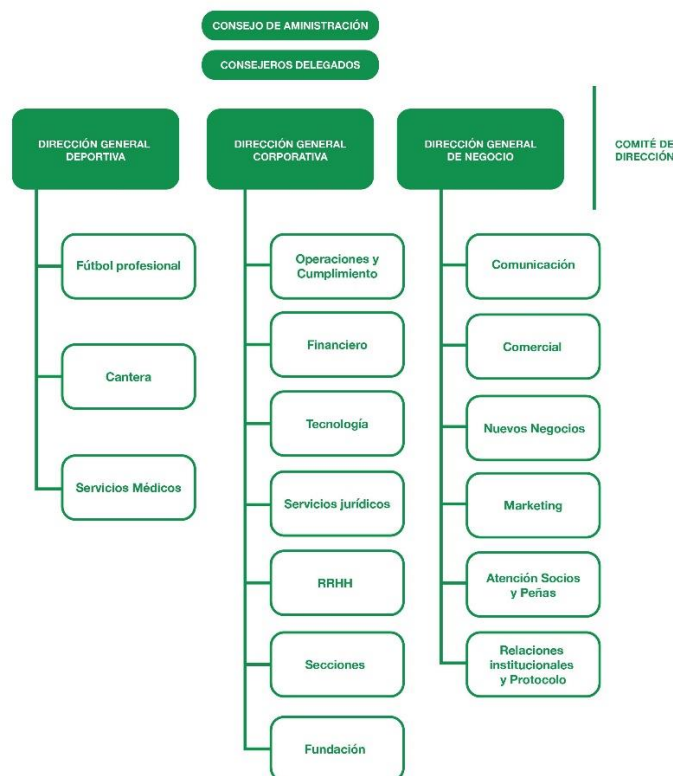 CONSEJO DE AMINISTRACIÓN
CONSEJEROS DELEGADOS
DIRECCIÓN GENERAL
DEPORTIVA
DIRECCIÓN GENERAL
CORPORATIVA
DIRECCIÓN GENERAL
DE NEGOCIO
COMITÉ DE
DIRECCIÓN
Fútbol profesional
Cantera
Servicios Médicos
Operaciones y
Cumplimiento
Financiero
Tecnología
Servicios jurídicos
RRHH
Secciones
Fundación
Comunicación
Comercial
Nuevos Negocios
Marketing
Atención Socios
y Peñas
Relaciones
institucionales
y Protocolo